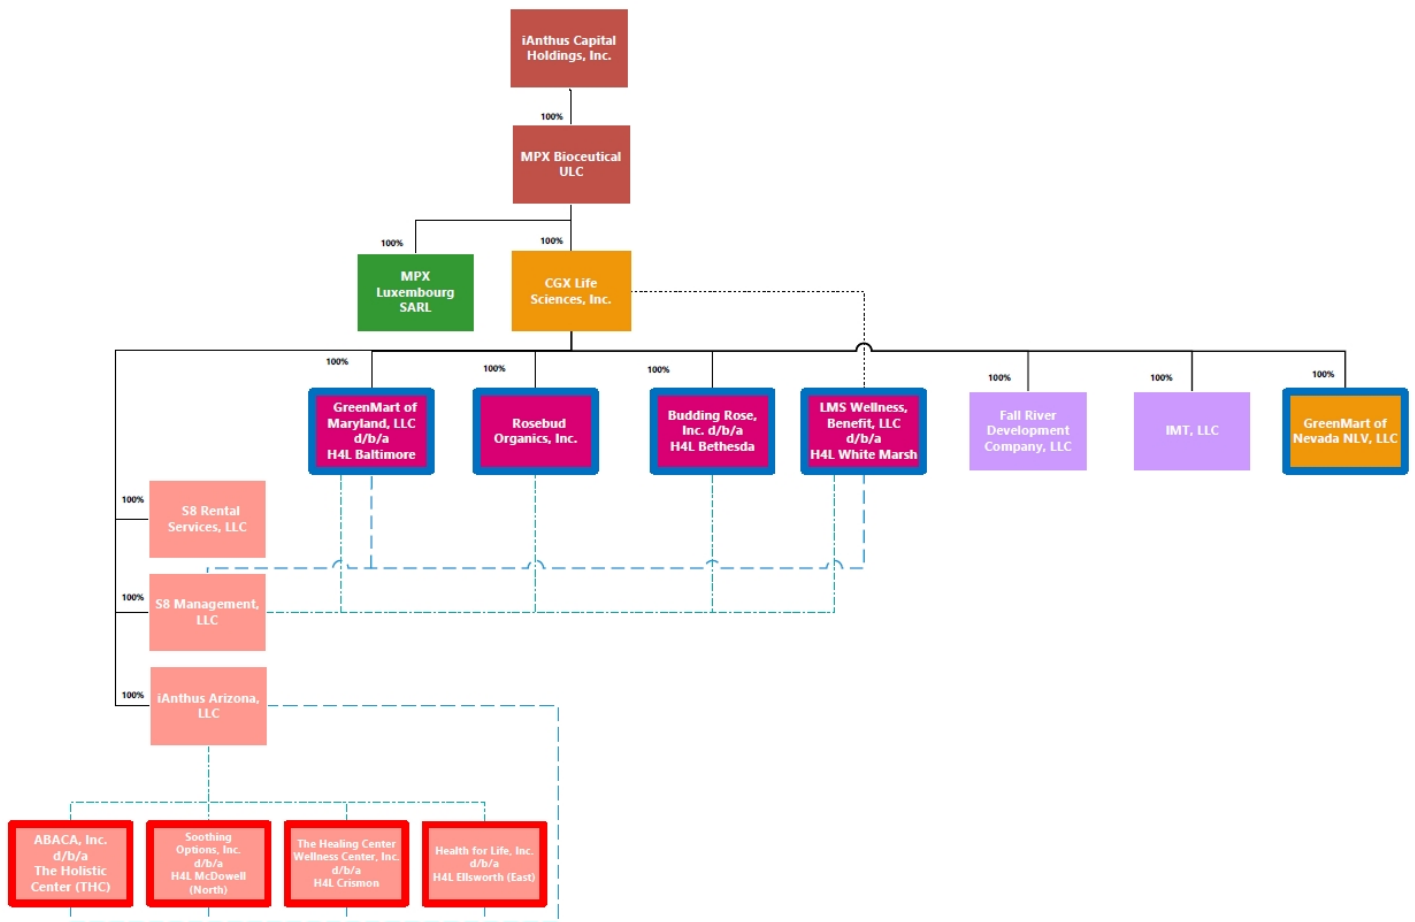 iAnthus Capital
Holdings, Inc.
100%
MPX Bioceutical
ULC
100%
100%
MPX
Luxembourg
SARL
CGX Life
Sciences, Inc.
100%
100%
100%
100%
100%
100%
GreenMart of
Maryland, LLC
d/b/a
H4L Baltimore
Rosebud
Organics, Inc.
Budding Rose,
Inc. d/b/a
H4L Bethesda
LMS Wellness,
Benefit, LLC
d/b/a
H4L White Marsh
Fall River
Development
Company, LLC
IMT, LLC
GreenMart of
Nevada NLV, LLC
100%
S8 Rental
Services, LLC
100%
S8 Management,
LLC
100%
iAnthus Arizona,
LLC
ABACA, Inc.
d/b/a
The Holistic
Center (THC)
Soothing
Options, Inc.
d/b/a
H4L McDowell
(North)
The Healing Center
Wellness Center, Inc.
d/b/a
H4L Crismon
Health for Life, Inc.
d/b/a
H4L Ellsworth (East)